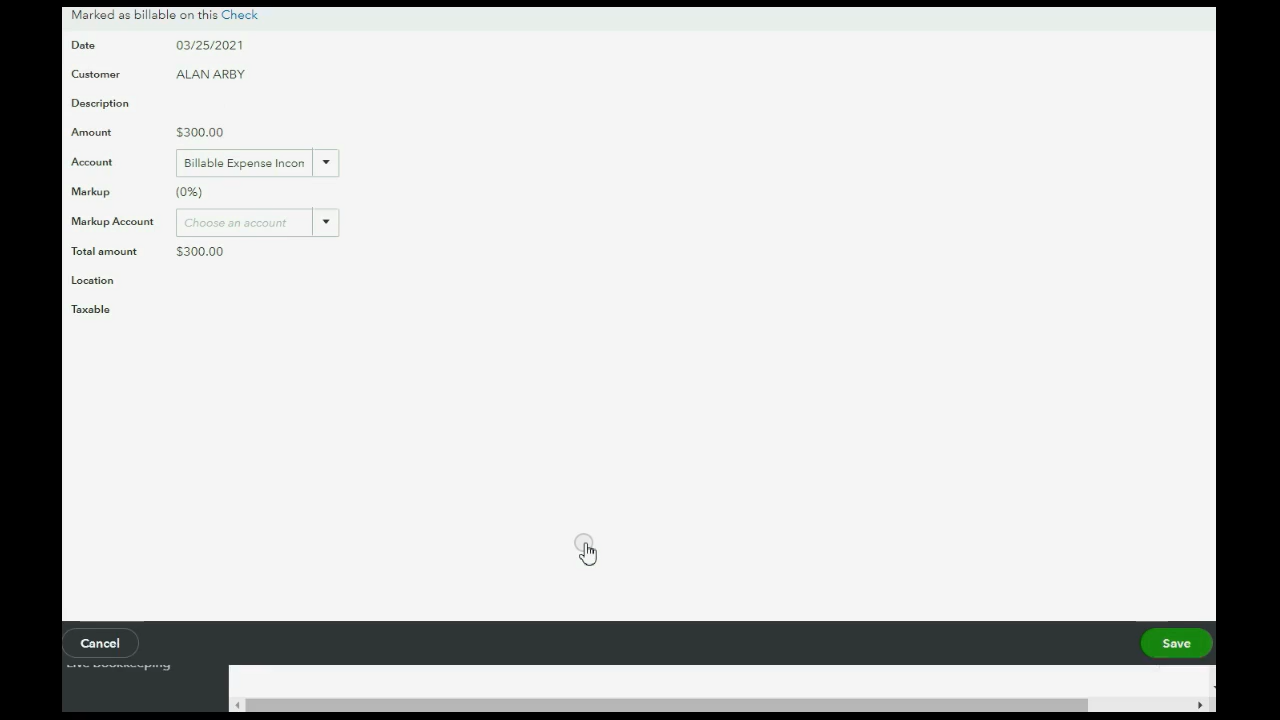 Marked as billable on this Check
Date 03/25/2021
Customer ALAN ARBY
Description
Amount $300.00
Account Billable Expense Incon
Markup (0%)
Markup Account Choose an account
Total amount $300.00
Location
Taxable
Cancel Save
Live Bookkeeping